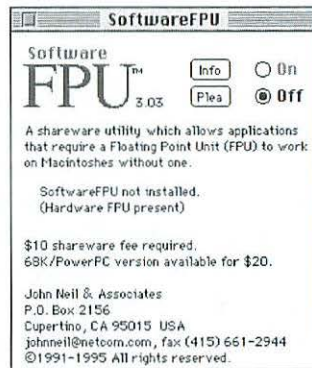 SoftwareFPU
Software
FPU™ 3.03
Info On
Plea Off
A shareware utility which allows applications
that require a Floating Point Unit (FPU) to work
on Macintoshes without one.
SoftwareFPU not installed.
(Hardware FPU present)
$10 shareware fee required.
68K/PowerPC version available for $20.
John Neil & Associates
P.O. Box 2156
Cupertino, CA 95015 USA
johnneil@netcom.com, fax (415) 661-2944
©1991-1995 All rights reserved.